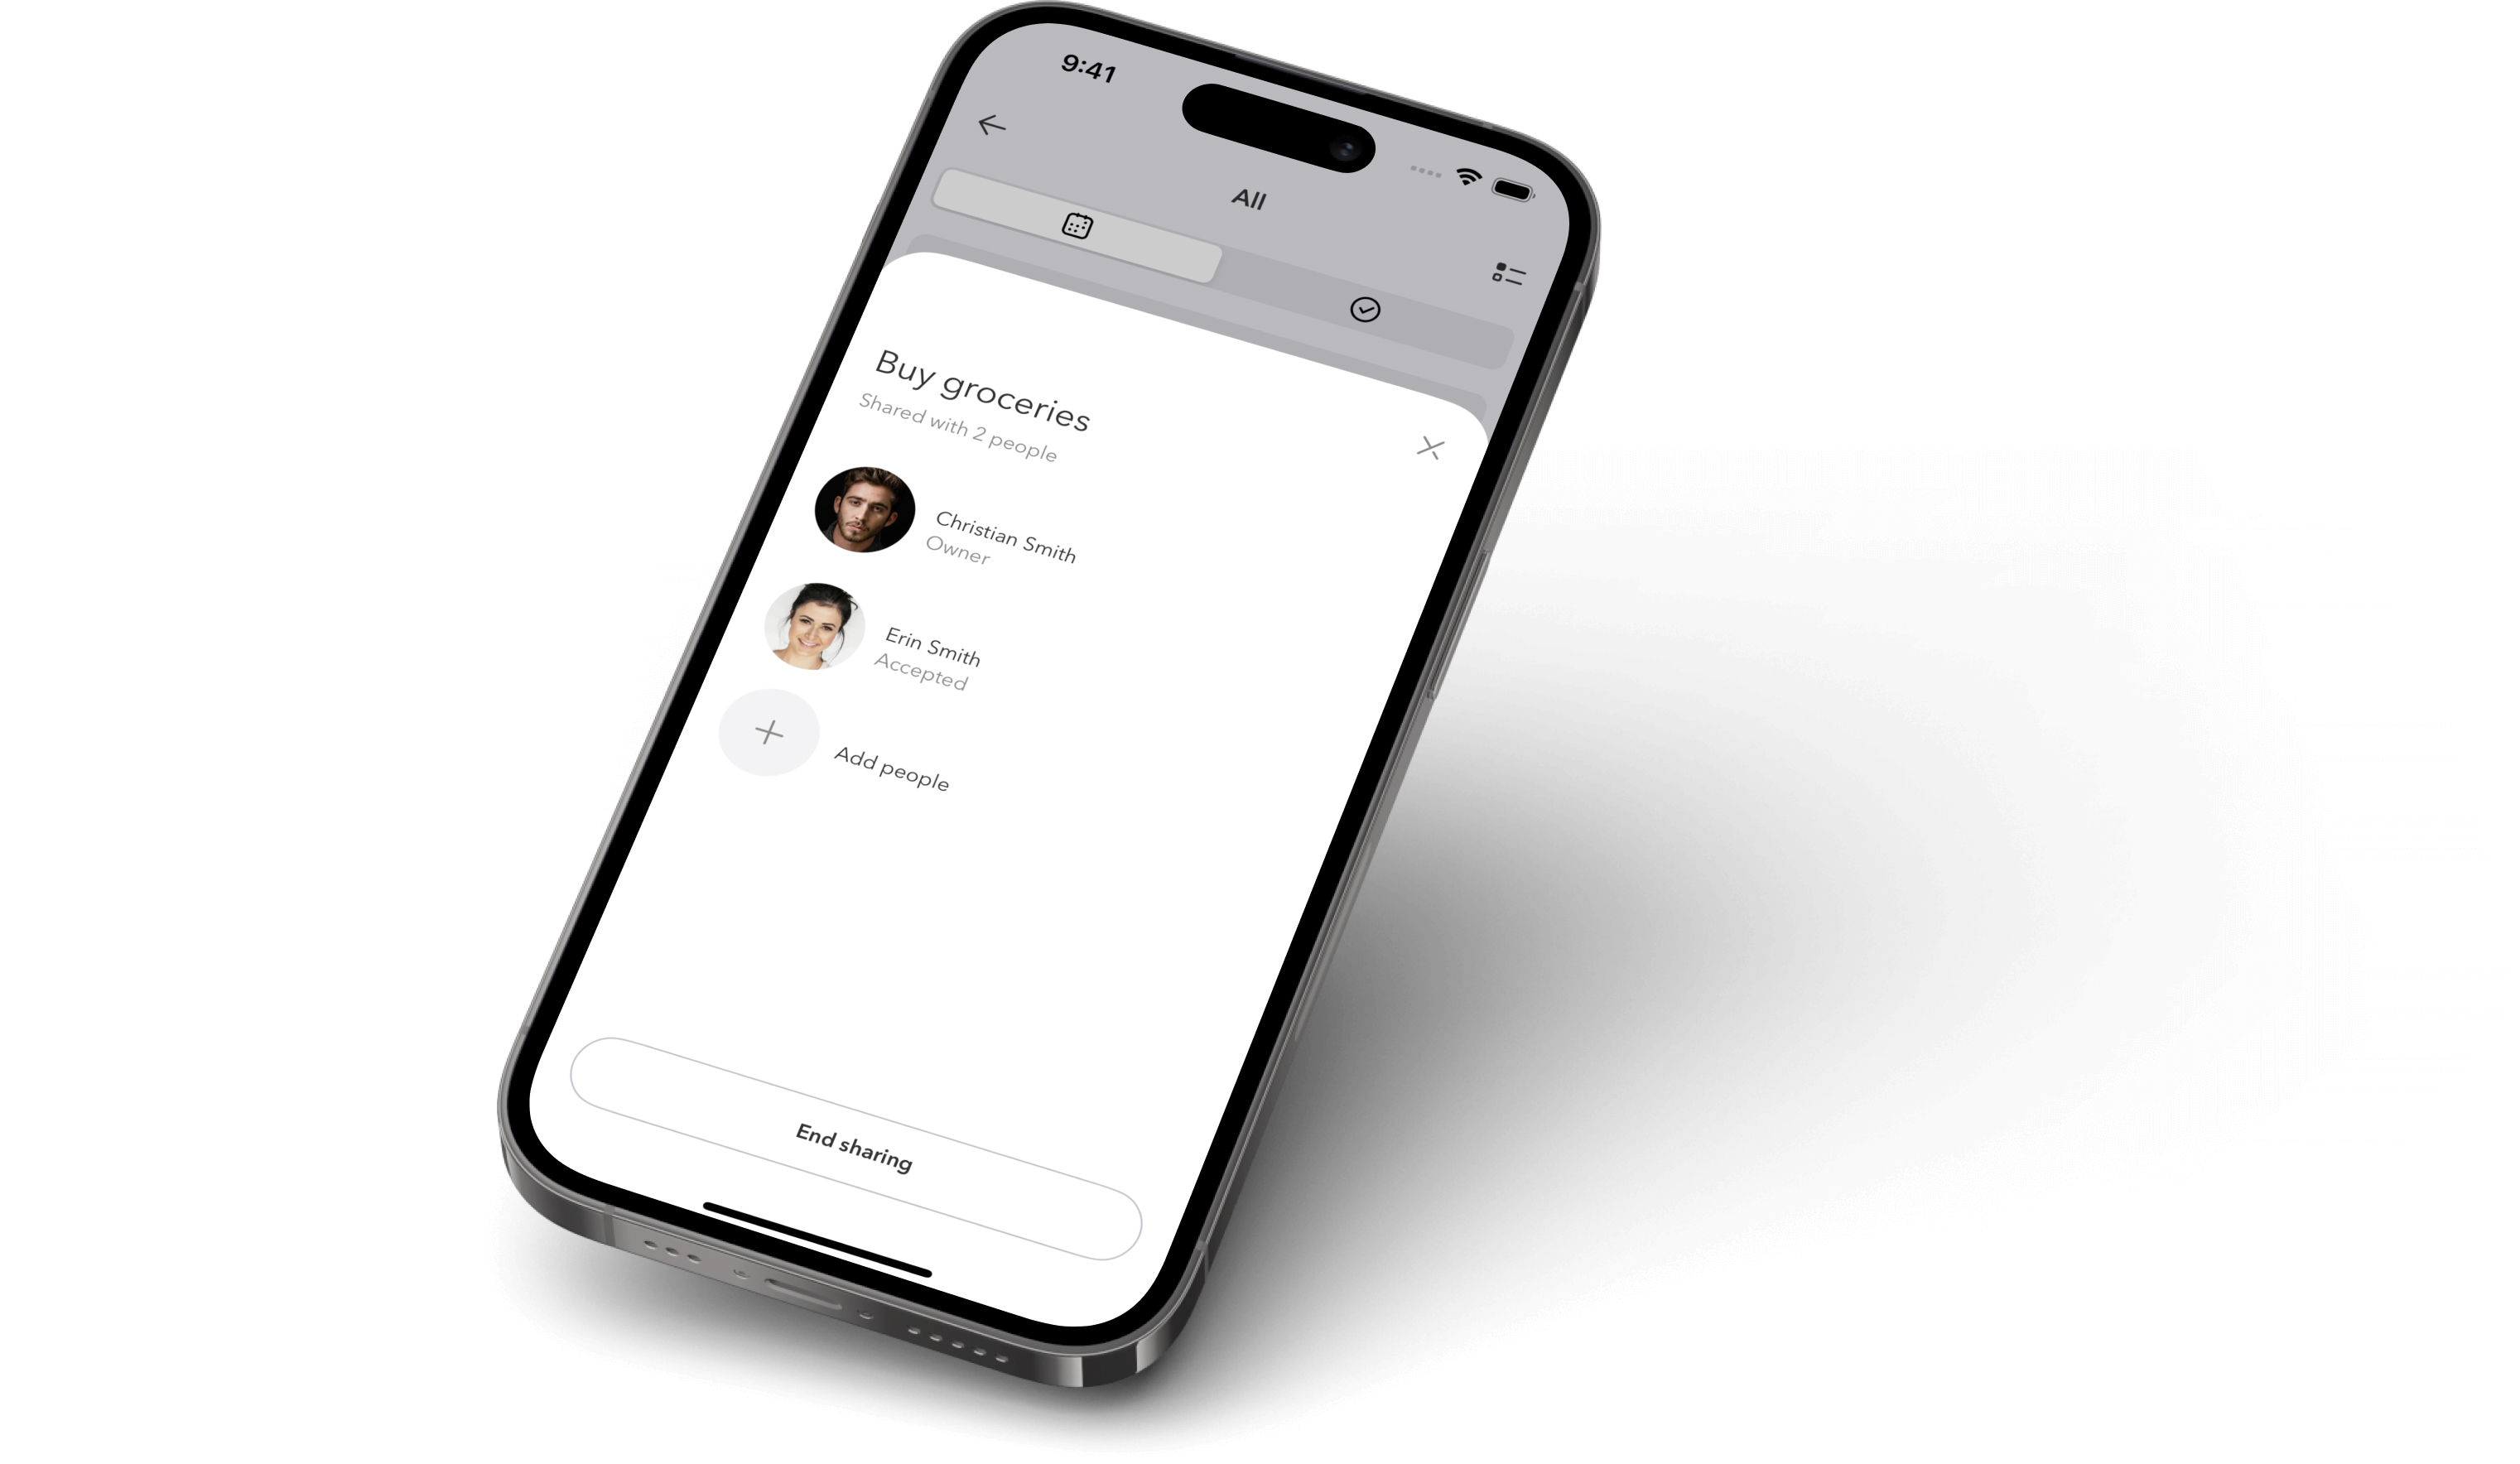 9:41
All
Buy groceries
Shared with 2 people
Christian Smith
Owner
Erin Smith
Accepted
Add people
End sharing